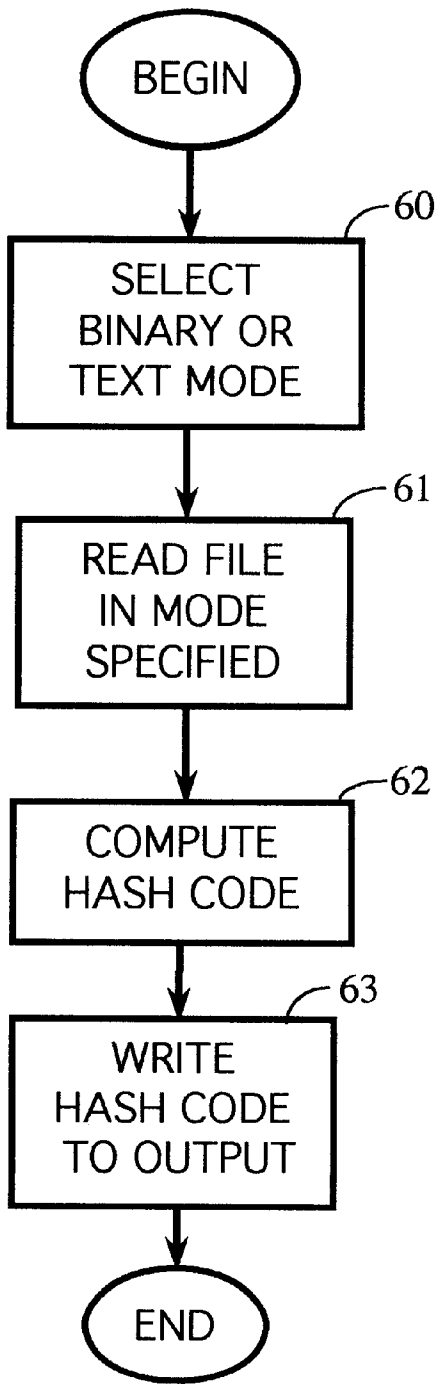 BEGIN
60
SELECT
BINARY OR
TEXT MODE
61
READ FILE
IN MODE
SPECIFIED
62
COMPUTE
HASH CODE
63
WRITE
HASH CODE
TO OUTPUT
END